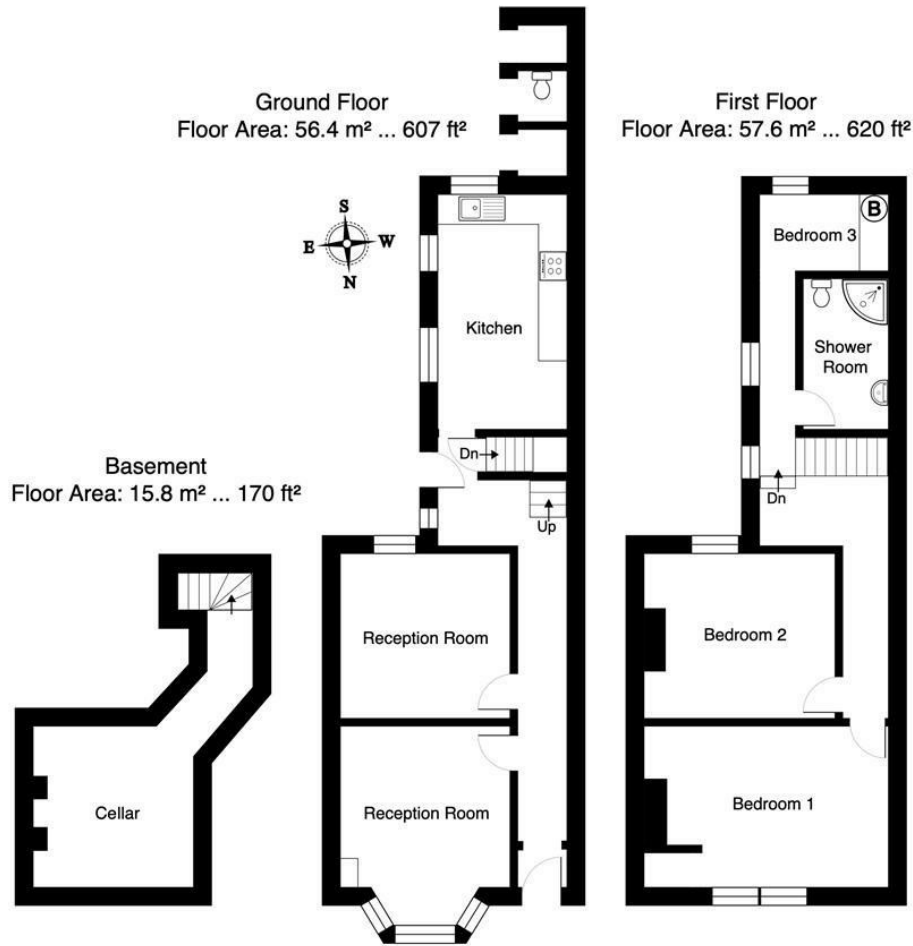 Ground Floor
Floor Area: 56.4 m² ... 607 ft²
First Floor
Floor Area: 57.6 m² ... 620 ft²
S
E W
N
B
Bedroom 3
Kitchen
Shower
Room
Dn
Basement
Floor Area: 15.8 m² ... 170 ft²
Dn
Up
Reception Room
Bedroom 2
Cellar
Reception Room
Bedroom 1